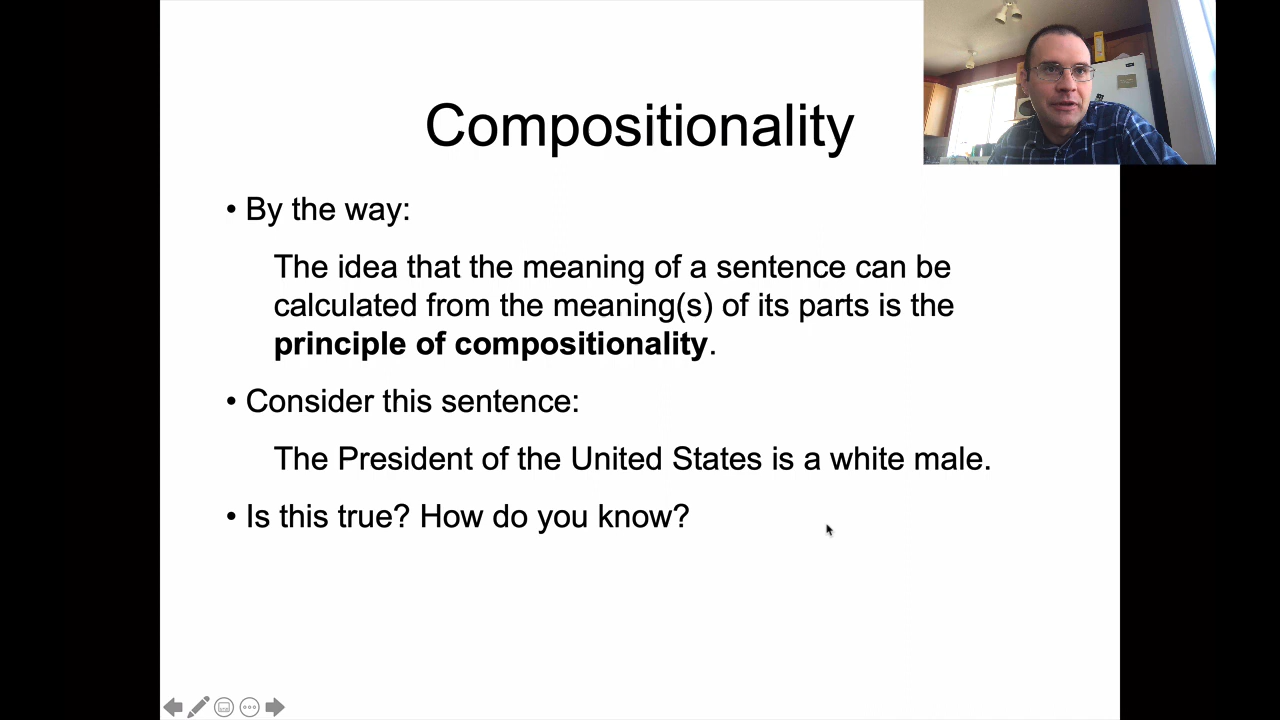 Compositionality
• By the way:
The idea that the meaning of a sentence can be
calculated from the meaning(s) of its parts is the
principle of compositionality.
• Consider this sentence:
The President of the United States is a white male.
• Is this true? How do you know?